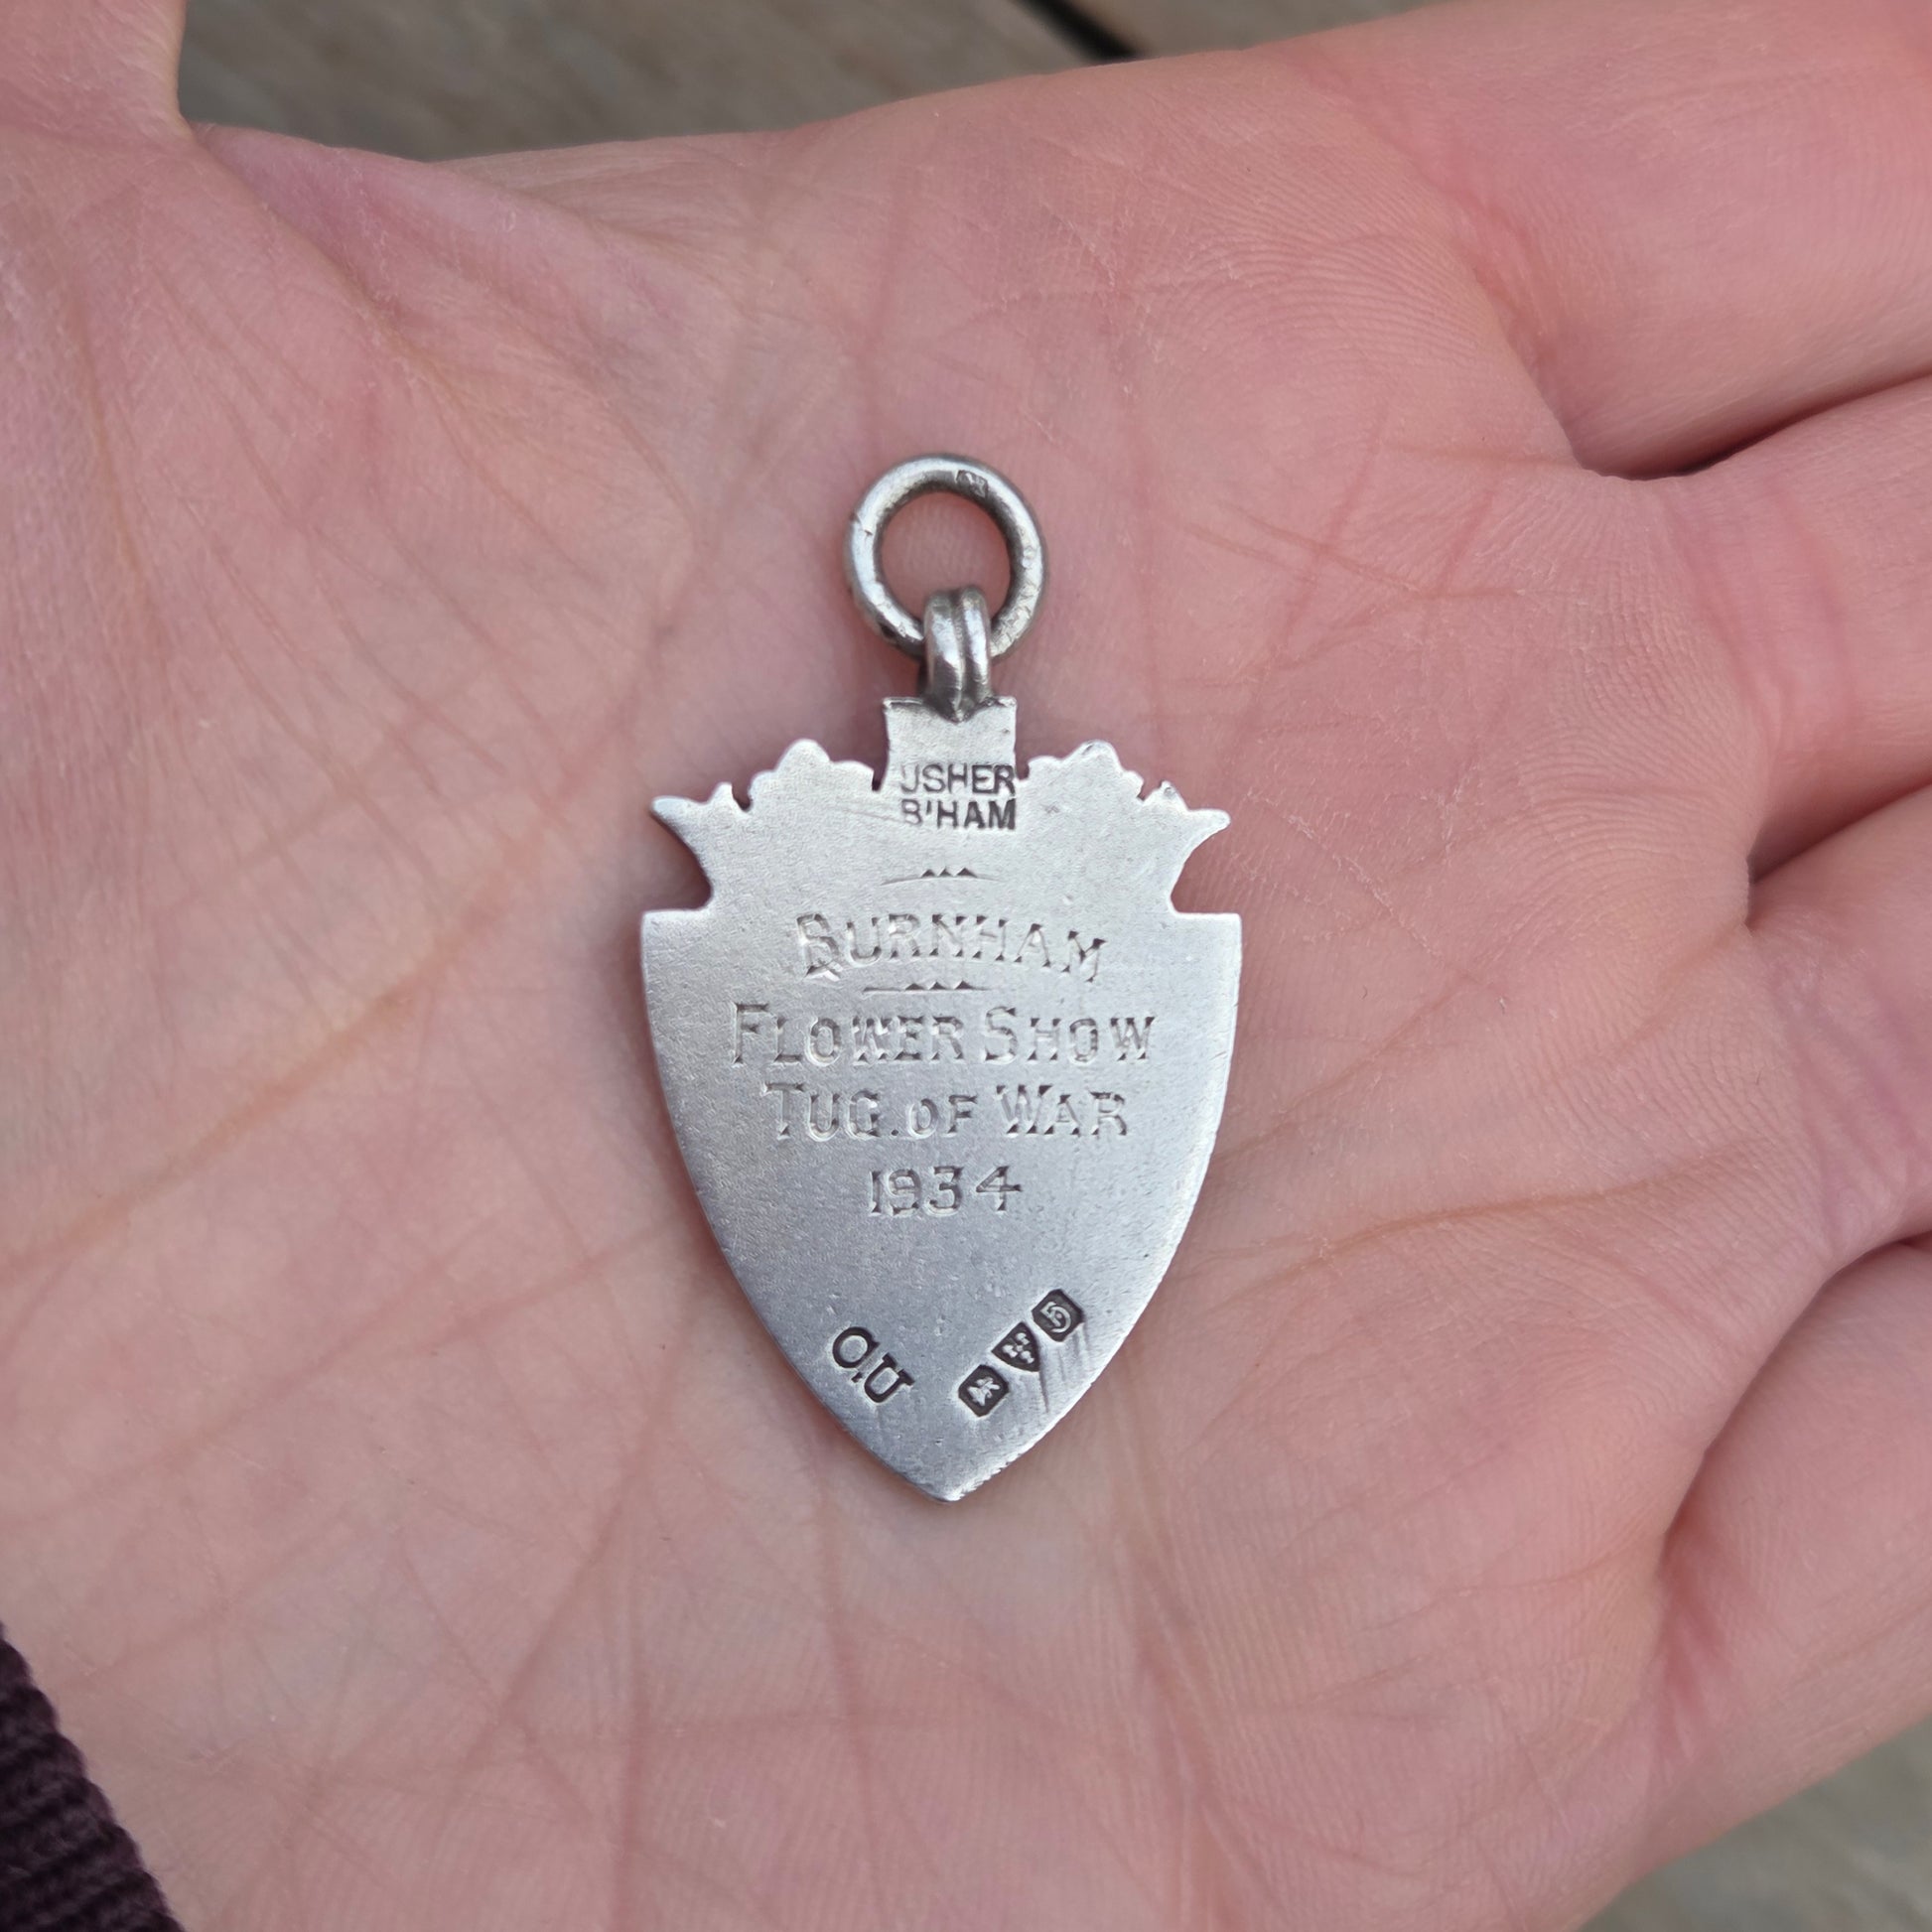 USHER
B'HAM
BURNHAM
FLOWER SHOW
TUG.OF WAR
1934